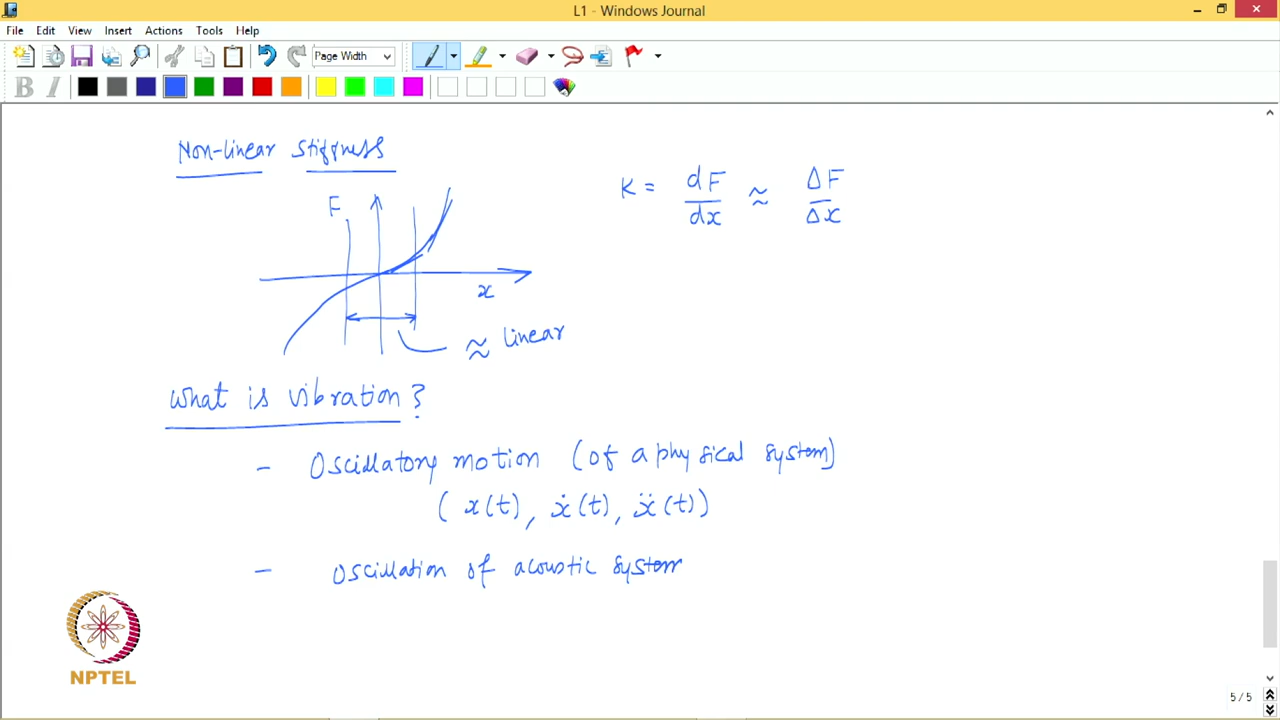 L1 - Windows Journal
File Edit View Insert Actions Tools Help
Page Width
B I
Non-linear stiffness
K = dF/dx ≈ ΔF/Δx
F
x
≈ linear
What is vibration?
- Oscillatory motion (of a physical system)
( x(t), ẋ(t), ẍ(t) )
- Oscillation of acoustic system
NPTEL
5 / 5